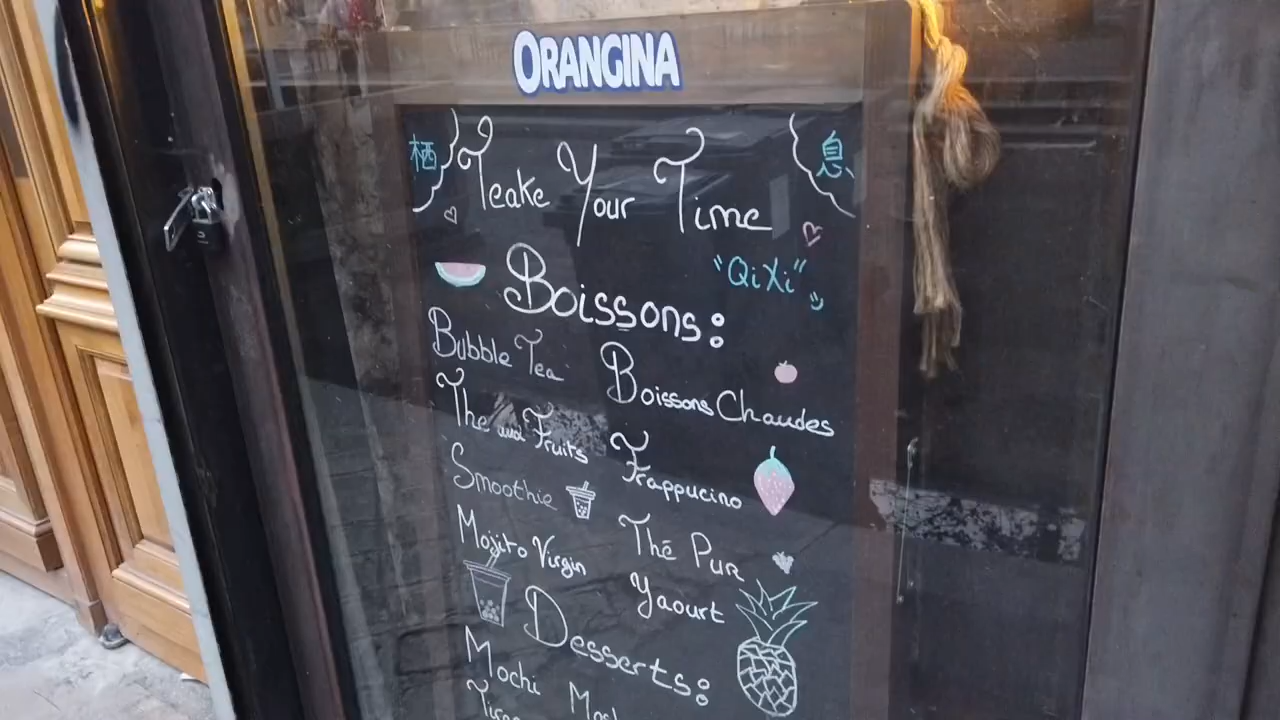 ORANGINA
栖 Teake Your Time 息
"QiXi"
Boissons:
Bubble Tea
Boissons Chaudes
The aux Fruits
Frappucino
Smoothie
Thé Pur
Mojito Virgin
Yaourt
Desserts:
Mochi